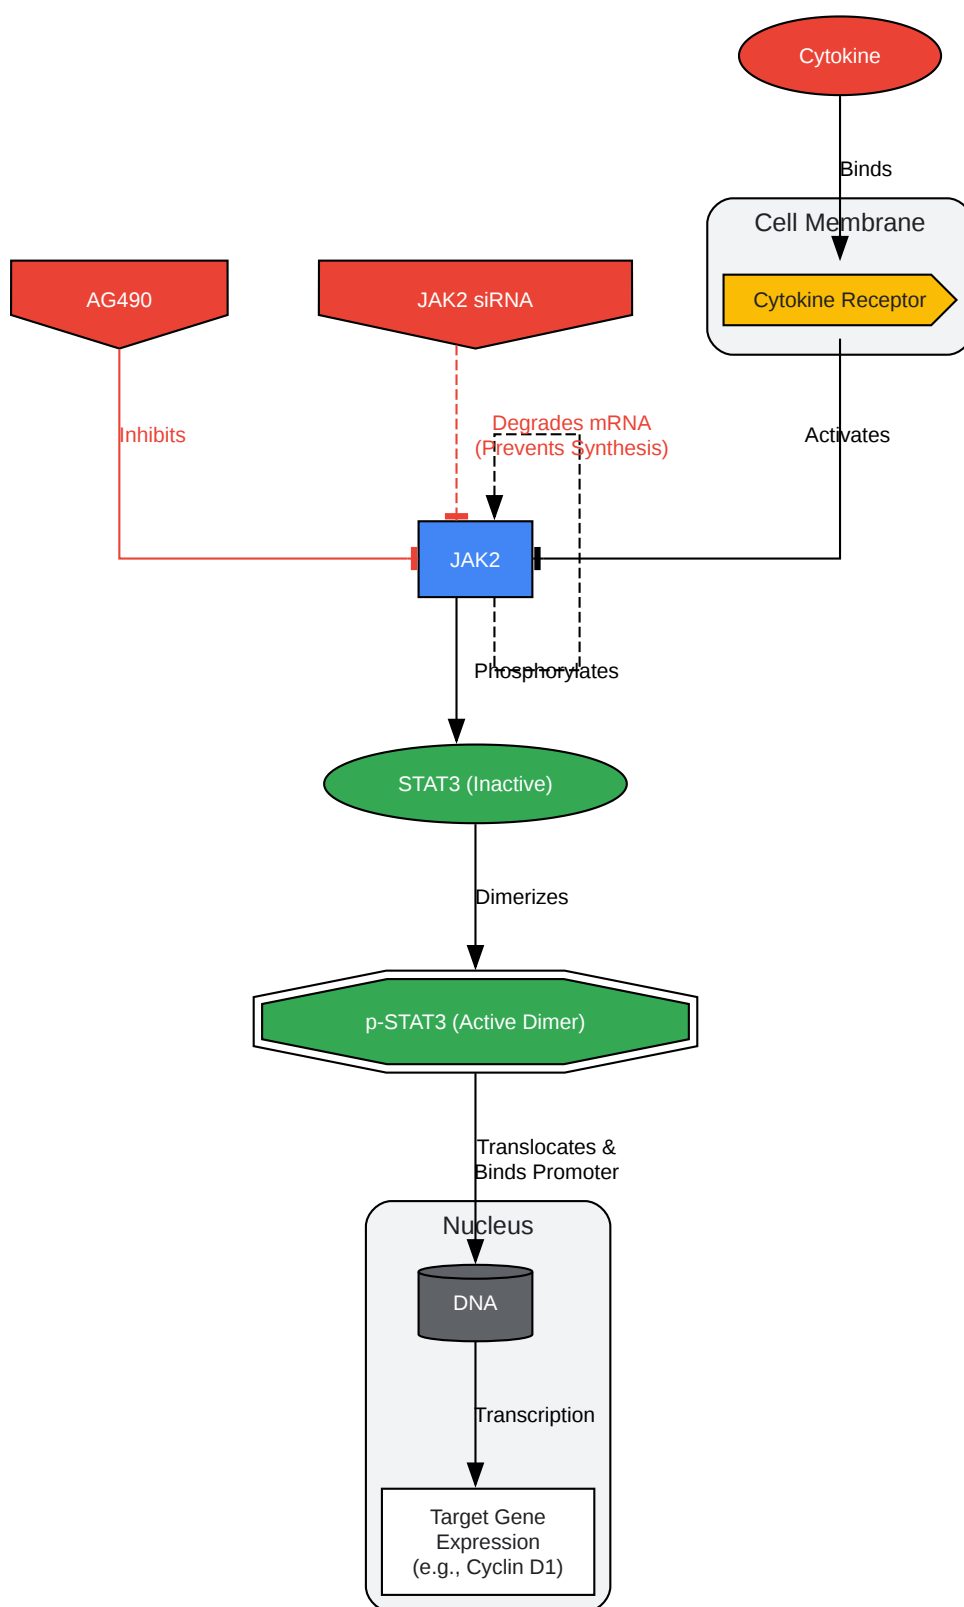 Cytokine
Binds
Cell Membrane
AG490
JAK2 siRNA
Cytokine Receptor
Inhibits
Degrades mRNA
(Prevents Synthesis)
Activates
JAK2
Phosphorylates
STAT3 (Inactive)
Dimerizes
p-STAT3 (Active Dimer)
Translocates &
Binds Promoter
Nucleus
DNA
Transcription
Target Gene
Expression
(e.g., Cyclin D1)